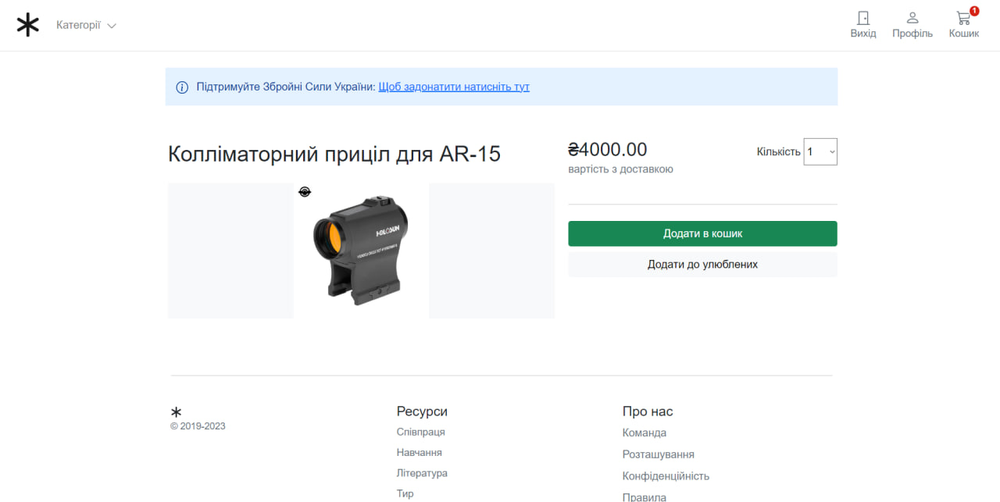 Категорії
Вихід
Профіль
1
Кошик
Підтримуйте Збройні Сили України: Щоб задонатити натисніть тут
Колліматорний приціл для AR-15
₴4000.00
вартість з доставкою
Кількість 1
HOLOSUN
Додати в кошик
Додати до улюблених
© 2019-2023
Ресурси
Співпраця
Навчання
Література
Тир
Про нас
Команда
Розташування
Конфіденційність
Правила